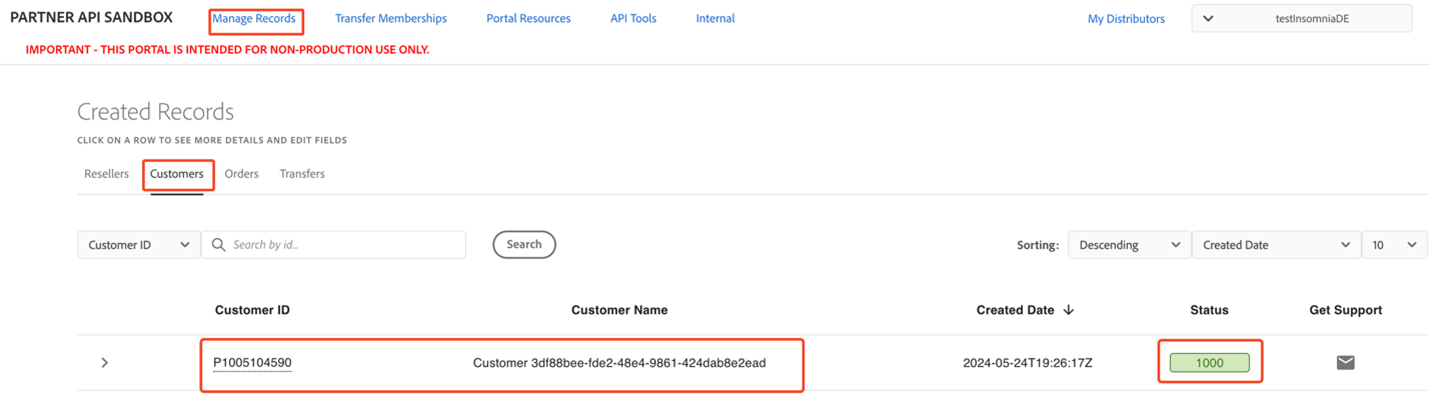 PARTNER API SANDBOX Manage Records Transfer Memberships Portal Resources API Tools Internal My Distributors testInsomniaDE
IMPORTANT - THIS PORTAL IS INTENDED FOR NON-PRODUCTION USE ONLY.
Created Records
CLICK ON A ROW TO SEE MORE DETAILS AND EDIT FIELDS
Resellers Customers Orders Transfers
Customer ID Search by id... Search Sorting: Descending Created Date 10
Customer ID Customer Name Created Date Status Get Support
P1005104590 Customer 3df88bee-fde2-48e4-9861-424dab8e2ead 2024-05-24T19:26:17Z 1000